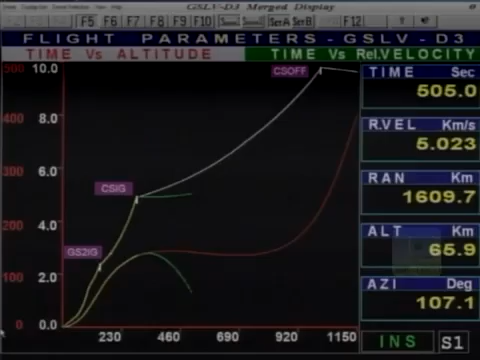 GSLV-D3 Merged Display
F5 F6 F7 F8 F9 F10 SerA SerB F12
FLIGHT PARAMETERS - GSLV - D3
TIME Vs ALTITUDE TIME Vs Rel.VELOCITY
500 10.0 CSOFF TIME Sec
505.0
400 8.0 R.VEL Km/s
5.023
300 6.0 RAN Km
CSIG 1609.7
200 4.0 ALT Km
GS2IG 65.9
100 2.0 AZI Deg
107.1
0 0.0
230 460 690 920 1150 INS S1